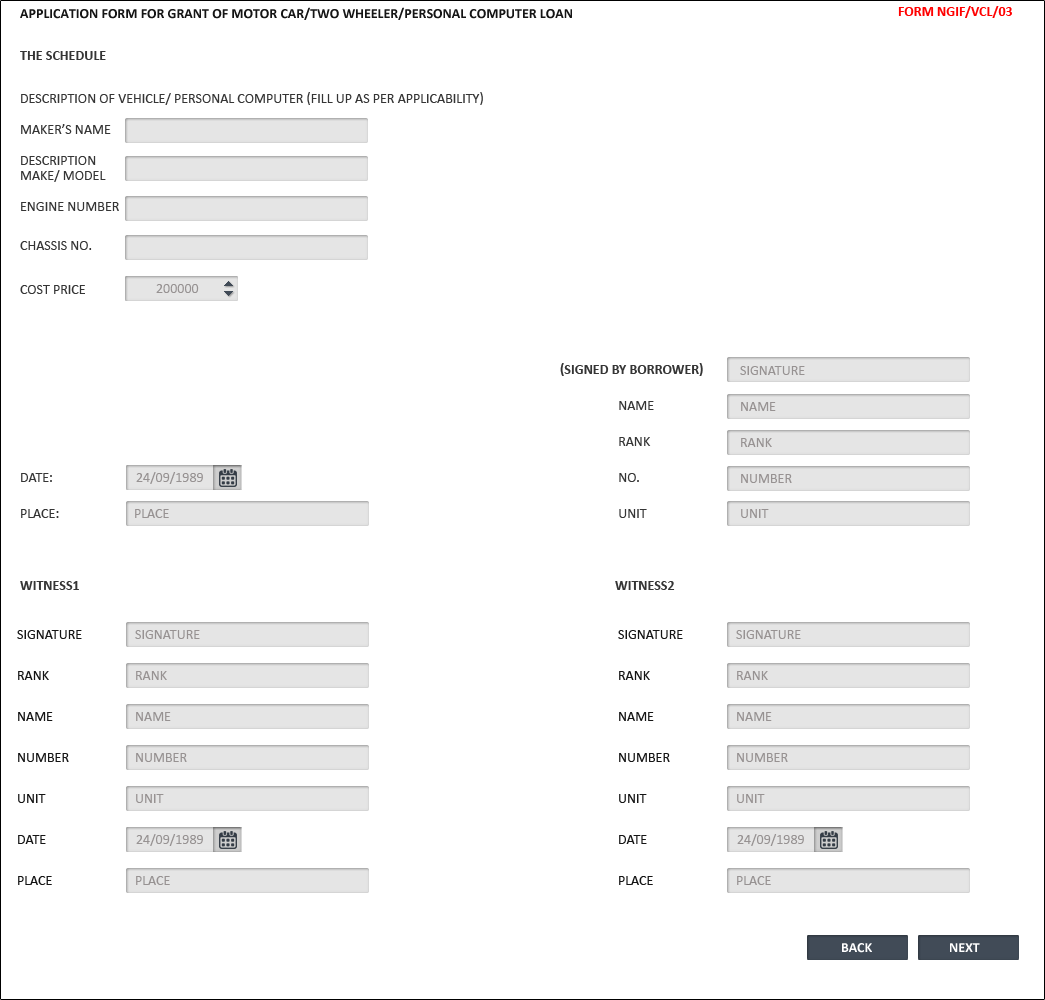 APPLICATION FORM FOR GRANT OF MOTOR CAR/TWO WHEELER/PERSONAL COMPUTER LOAN
FORM NGIF/VCL/03
THE SCHEDULE
DESCRIPTION OF VEHICLE/ PERSONAL COMPUTER (FILL UP AS PER APPLICABILITY)
MAKER'S NAME
DESCRIPTION
MAKE/ MODEL
ENGINE NUMBER
CHASSIS NO.
COST PRICE 200000
(SIGNED BY BORROWER) SIGNATURE
NAME NAME
RANK RANK
DATE: 24/09/1989 NO. NUMBER
PLACE: PLACE UNIT UNIT
WITNESS1 WITNESS2
SIGNATURE SIGNATURE SIGNATURE SIGNATURE
RANK RANK RANK RANK
NAME NAME NAME NAME
NUMBER NUMBER NUMBER NUMBER
UNIT UNIT UNIT UNIT
DATE 24/09/1989 DATE 24/09/1989
PLACE PLACE PLACE PLACE
BACK NEXT